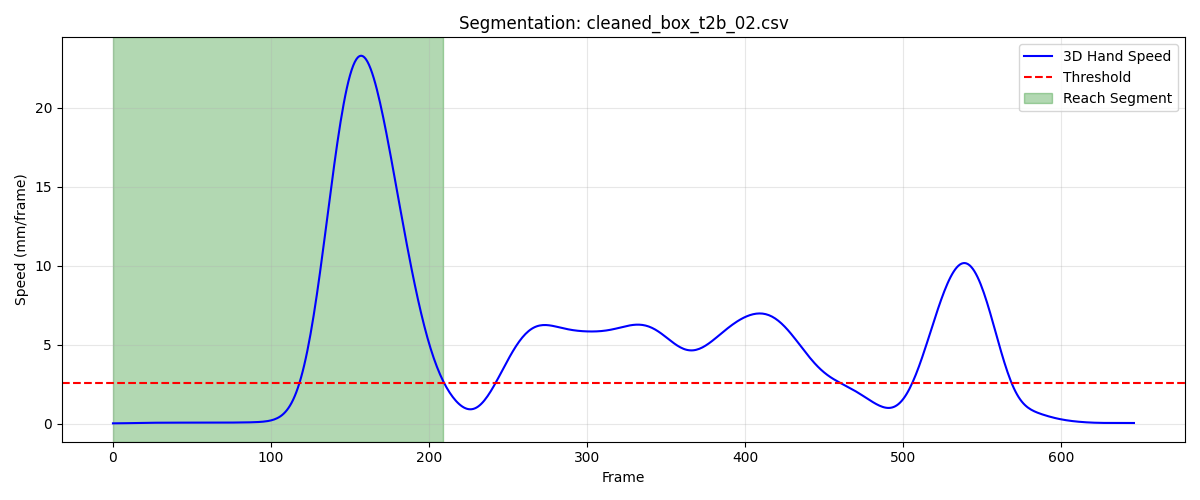 Segmentation: cleaned_box_t2b_02.csv
3D Hand Speed
Threshold
Reach Segment
Speed (mm/frame)
20
15
10
5
0
0 100 200 300 400 500 600
Frame